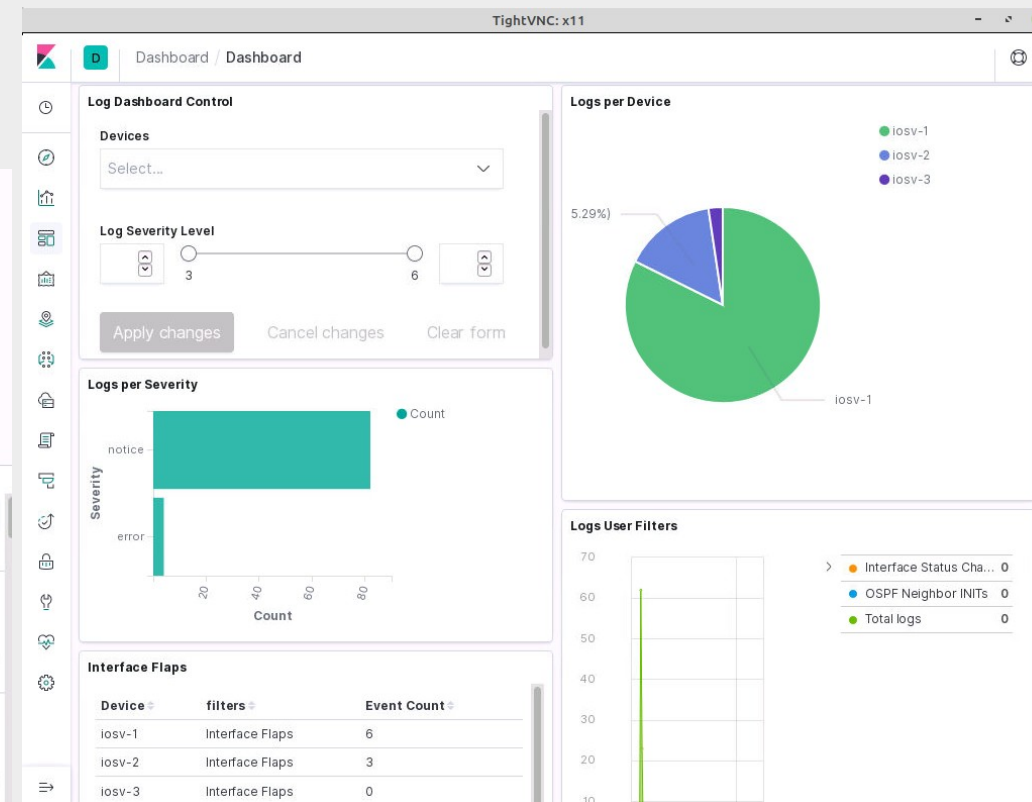 TightVNC: x11
D
Dashboard / Dashboard
Log Dashboard Control
Devices
Select...
Log Severity Level
3
6
Apply changes
Cancel changes
Clear form
Logs per Device
iosv-1
iosv-2
iosv-3
5.29%)
iosv-1
Logs per Severity
Count
notice
error
Severity
20
40
60
80
Count
Logs User Filters
70
60
50
40
30
20
10
Interface Status Cha... 0
OSPF Neighbor INITs 0
Total logs 0
Interface Flaps
Device filters Event Count
iosv-1 Interface Flaps 6
iosv-2 Interface Flaps 3
iosv-3 Interface Flaps 0